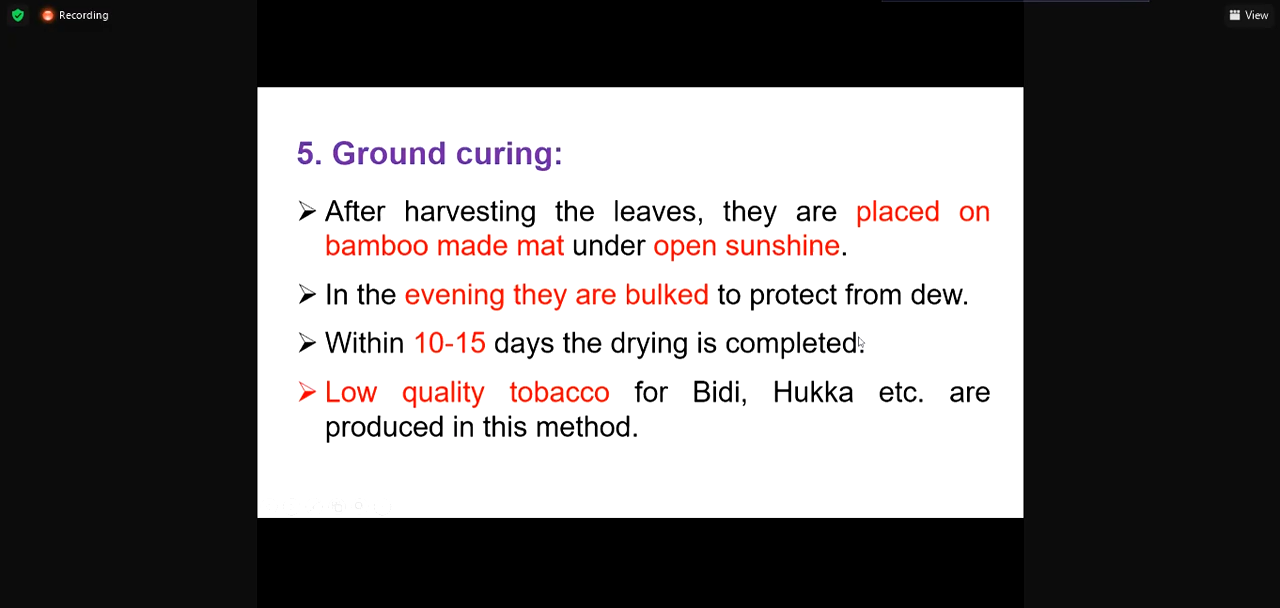 Recording
View
5. Ground curing:
➢ After harvesting the leaves, they are placed on
bamboo made mat under open sunshine.
➢ In the evening they are bulked to protect from dew.
➢ Within 10-15 days the drying is completed.
➢ Low quality tobacco for Bidi, Hukka etc. are
produced in this method.